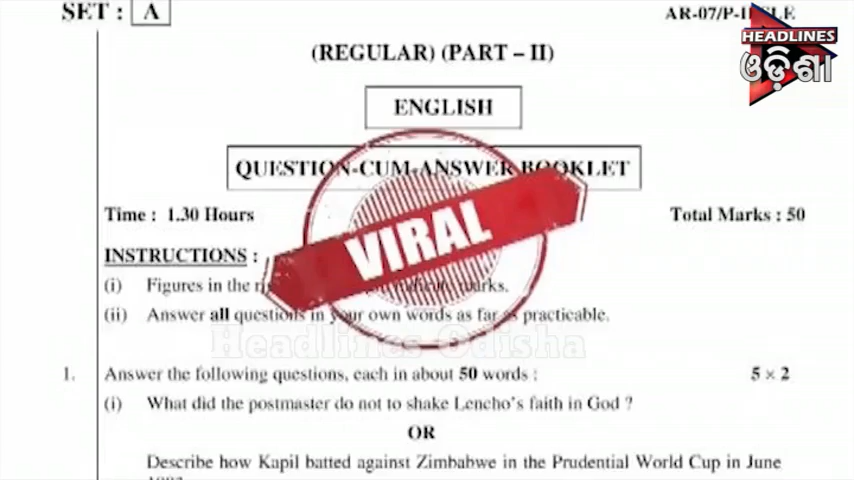 SET : A
AR-07/P-II
HEADLINES
ଓଡ଼ିଶା
(REGULAR) (PART – II)
ENGLISH
QUESTION-CUM-ANSWER BOOKLET
Time : 1.30 Hours
Total Marks : 50
VIRAL
INSTRUCTIONS :
(i) Figures in the marks.
(ii) Answer all questions in your own words as far as practicable.
Headlines Odisha
1. Answer the following questions, each in about 50 words : 5 × 2
(i) What did the postmaster do not to shake Lencho's faith in God ?
OR
Describe how Kapil batted against Zimbabwe in the Prudential World Cup in June